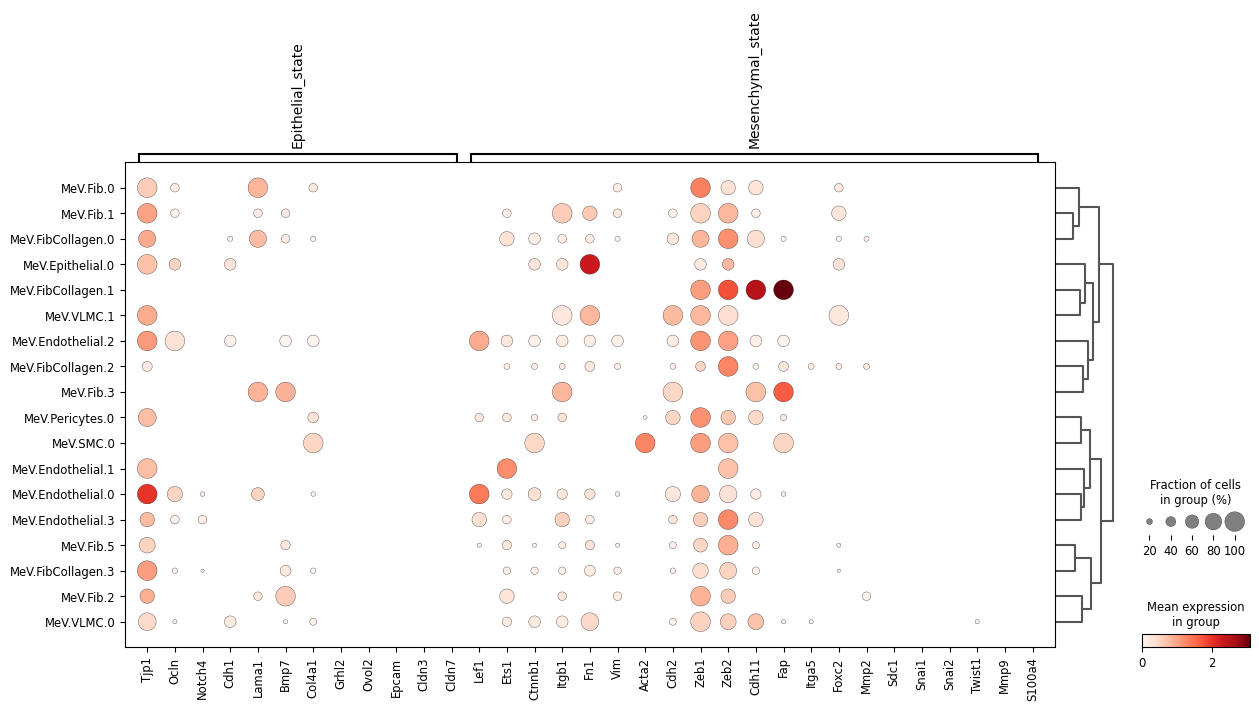 Epithelial_state
Mesenchymal_state
MeV.Fib.0
MeV.Fib.1
MeV.FibCollagen.0
MeV.Epithelial.0
MeV.FibCollagen.1
MeV.VLMC.1
MeV.Endothelial.2
MeV.FibCollagen.2
MeV.Fib.3
MeV.Pericytes.0
MeV.SMC.0
MeV.Endothelial.1
MeV.Endothelial.0
MeV.Endothelial.3
MeV.Fib.5
MeV.FibCollagen.3
MeV.Fib.2
MeV.VLMC.0
Tjp1
Ocln
Notch4
Cdh1
Lama1
Bmp7
Col4a1
Grhl2
Ovol2
Epcam
Cldn3
Cldn7
Lef1
Ets1
Ctnnb1
Itgb1
Fn1
Vim
Acta2
Cdh2
Zeb1
Zeb2
Cdh11
Fap
Itga5
Foxc2
Mmp2
Sdc1
Snai1
Snai2
Twist1
Mmp9
S100a4
Fraction of cells
in group (%)
20 40 60 80 100
Mean expression
in group
0 2